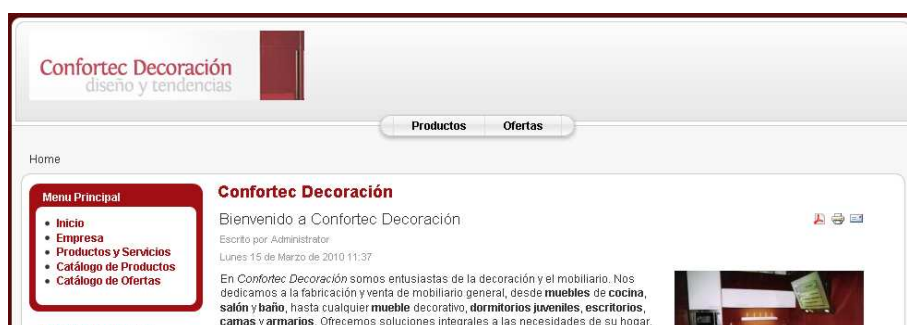 Confortec Decoración
diseño y tendencias
Productos Ofertas
Home
Menu Principal
Inicio
Empresa
Productos y Servicios
Catálogo de Productos
Catálogo de Ofertas
Confortec Decoración
Bienvenido a Confortec Decoración
Escrito por Administrator
Lunes 15 de Marzo de 2010 11:37
En Confortec Decoración somos entusiastas de la decoración y el mobiliario. Nos
dedicamos a la fabricación y venta de mobiliario general, desde muebles de cocina,
salón y baño, hasta cualquier mueble decorativo, dormitorios juveniles, escritorios,
camas y armarios. Ofrecemos soluciones integrales a las necesidades de su hogar,